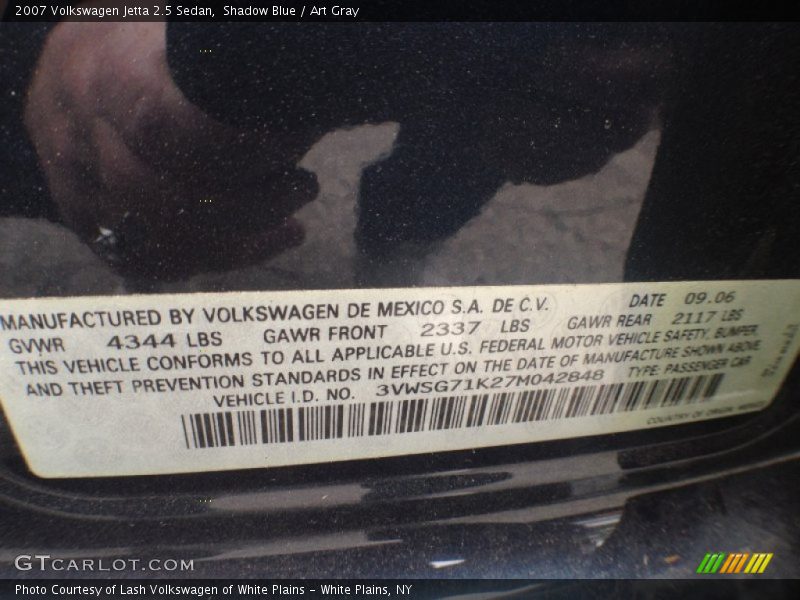 2007 Volkswagen Jetta 2.5 Sedan,  Shadow Blue / Art Gray
MANUFACTURED BY VOLKSWAGEN DE MEXICO S.A. DE C.V. DATE 09.06
GVWR 4344 LBS GAWR FRONT 2337 LBS GAWR REAR 2117 LBS
THIS VEHICLE CONFORMS TO ALL APPLICABLE U.S. FEDERAL MOTOR VEHICLE SAFETY, BUMPER,
AND THEFT PREVENTION STANDARDS IN EFFECT ON THE DATE OF MANUFACTURE SHOWN ABOVE
VEHICLE I.D. NO. 3VWSG71K27M042848 TYPE: PASSENGER CAR
COUNTRY OF ORIGIN:
GTCARLOT.COM
Photo Courtesy of Lash Volkswagen of White Plains - White Plains, NY